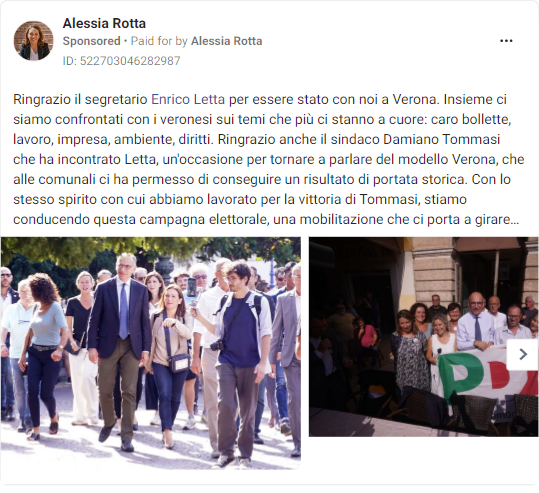 Alessia Rotta
Sponsored • Paid for by Alessia Rotta
ID: 522703046282987
Ringrazio il segretario Enrico Letta per essere stato con noi a Verona. Insieme ci
siamo confrontati con i veronesi sui temi che più ci stanno a cuore: caro bollette,
lavoro, impresa, ambiente, diritti. Ringrazio anche il sindaco Damiano Tommasi
che ha incontrato Letta, un'occasione per tornare a parlare del modello Verona, che
alle comunali ci ha permesso di conseguire un risultato di portata storica. Con lo
stesso spirito con cui abbiamo lavorato per la vittoria di Tommasi, stiamo
conducendo questa campagna elettorale, una mobilitazione che ci porta a girare...
PD